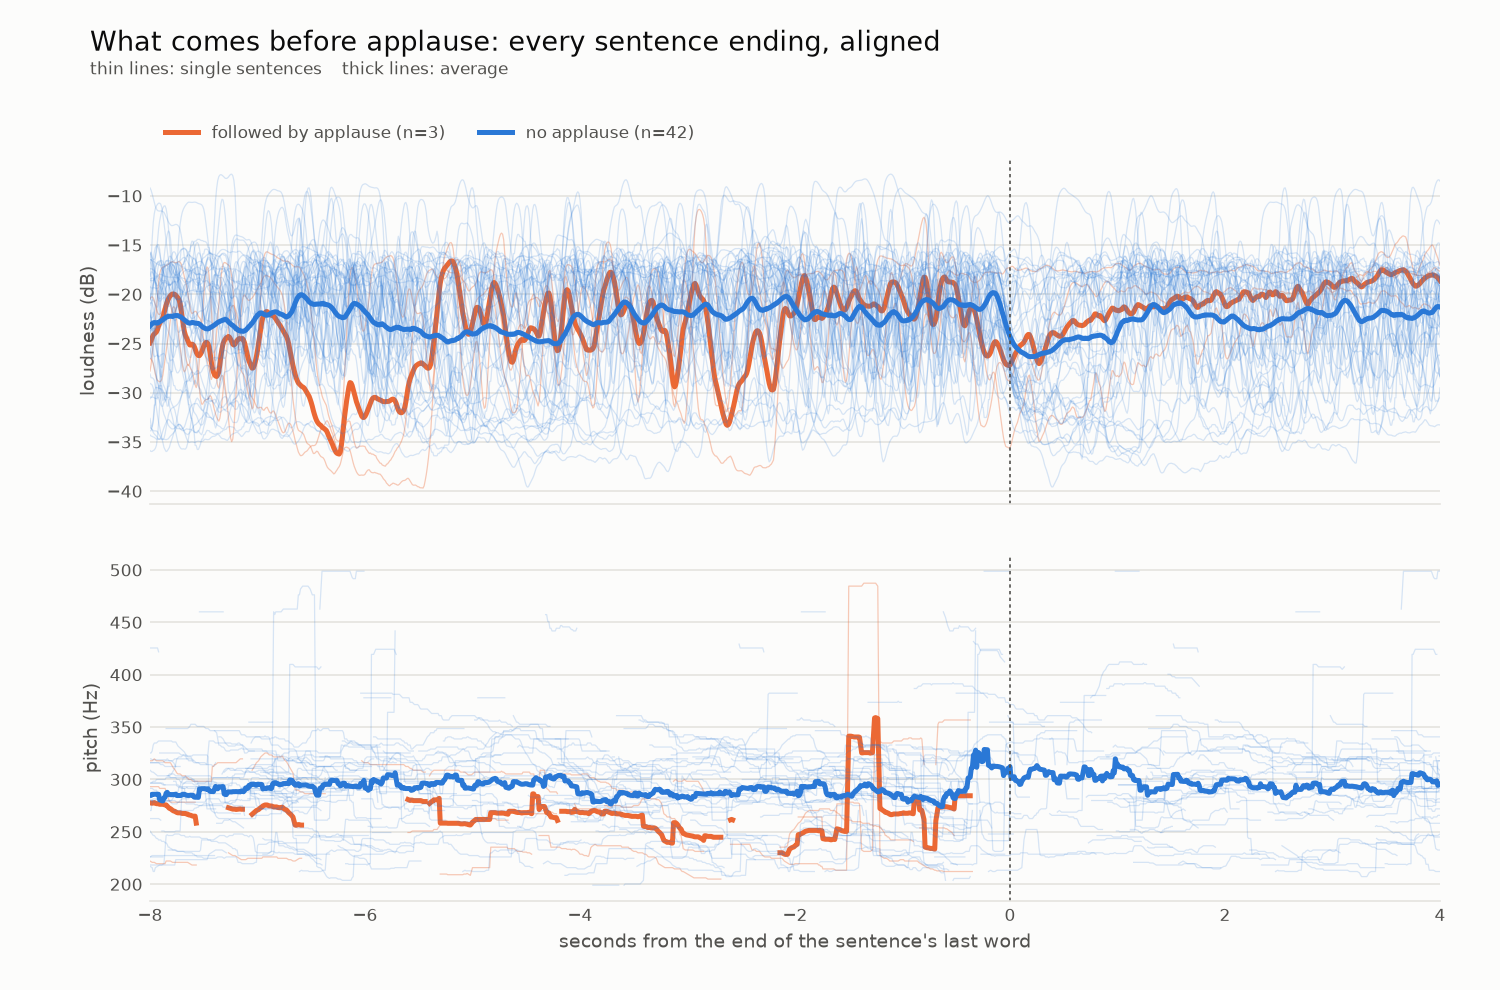 What comes before applause: every sentence ending, aligned
thin lines: single sentences    thick lines: average
followed by applause (n=3)    no applause (n=42)
loudness (dB)
−10
−15
−20
−25
−30
−35
−40
pitch (Hz)
500
450
400
350
300
250
200
−8 −6 −4 −2 0 2 4
seconds from the end of the sentence's last word